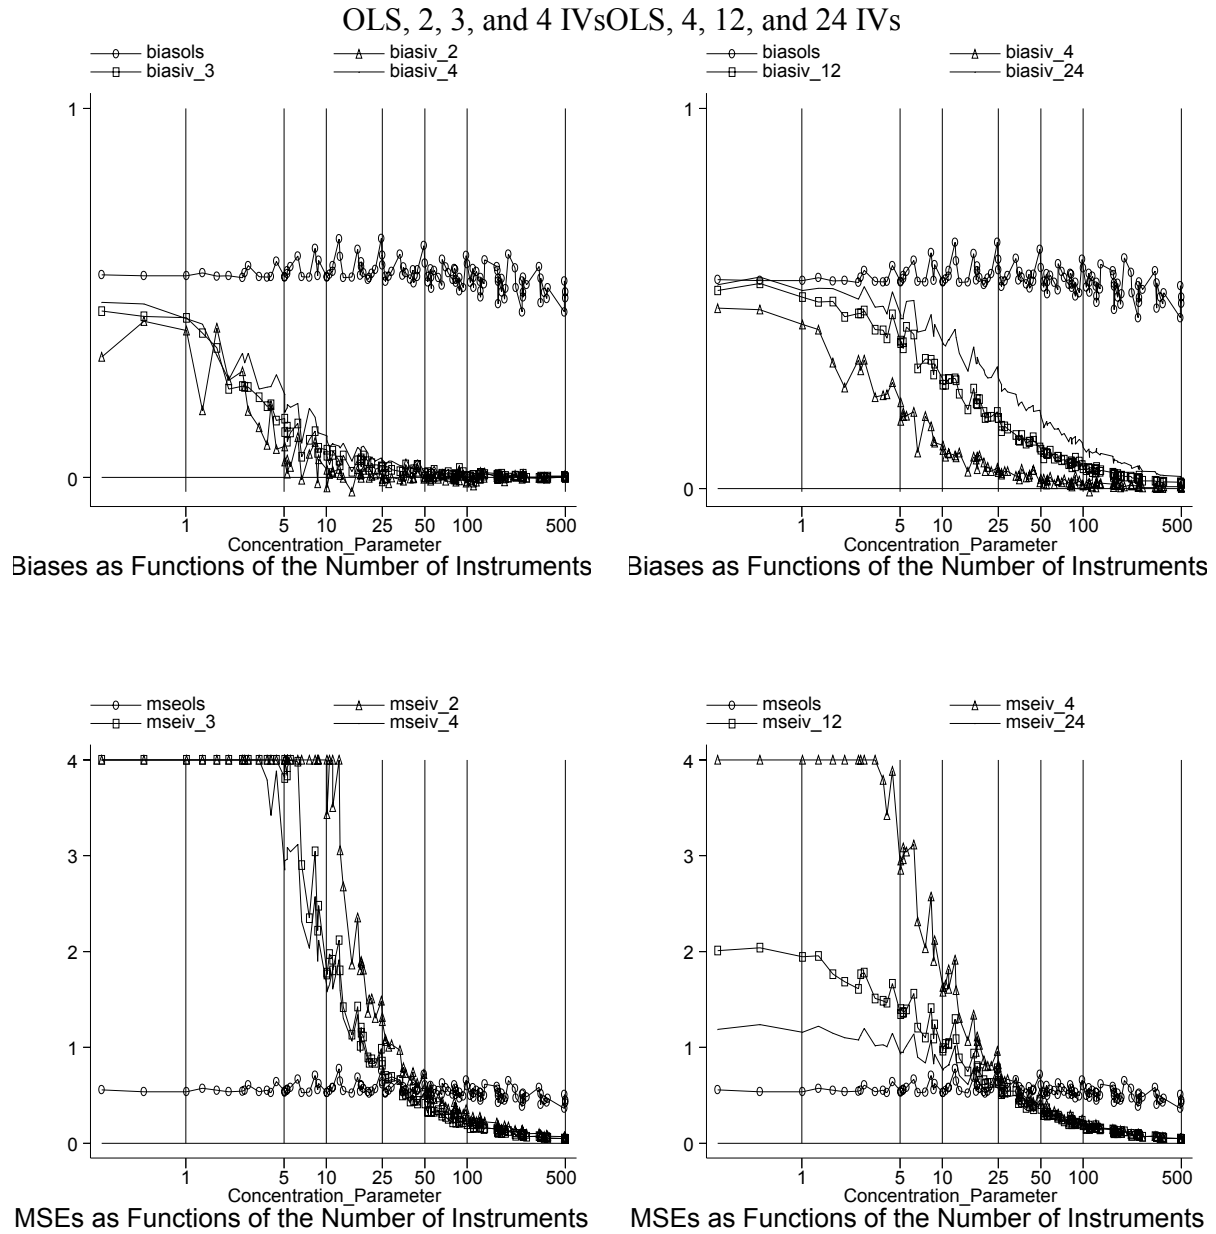 OLS, 2, 3, and 4 IVsOLS, 4, 12, and 24 IVs
biasols biasiv_2
biasiv_3 biasiv_4
1
0
1 5 10 25 50 100 500
Concentration_Parameter
Biases as Functions of the Number of Instruments
biasols biasiv_4
biasiv_12 biasiv_24
1
0
1 5 10 25 50 100 500
Concentration_Parameter
Biases as Functions of the Number of Instruments
mseols mseiv_2
mseiv_3 mseiv_4
4
3
2
1
0
1 5 10 25 50 100 500
Concentration_Parameter
MSEs as Functions of the Number of Instruments
mseols mseiv_4
mseiv_12 mseiv_24
4
3
2
1
0
1 5 10 25 50 100 500
Concentration_Parameter
MSEs as Functions of the Number of Instruments